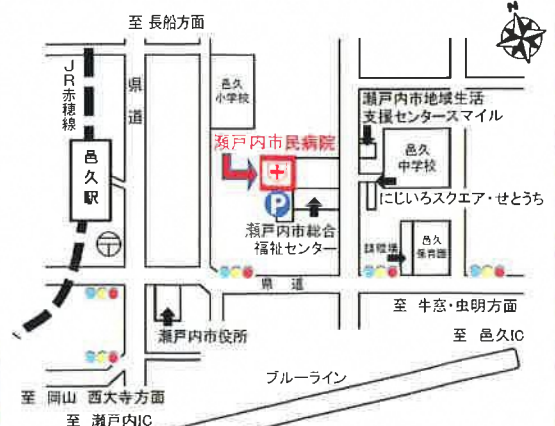 N
至 長船方面
JR赤穂線
県道
邑久
小学校
瀬戸内市地域生活
支援センタースマイル
瀬戸内市民病院
邑久
中学校
邑久駅
P
にじいろスクエア・せとうち
瀬戸内市総合
福祉センター
邑久
保育園
県道
至 牛窓・虫明方面
瀬戸内市役所
至 邑久IC
ブルーライン
至 岡山 西大寺方面
至 瀬戸内IC